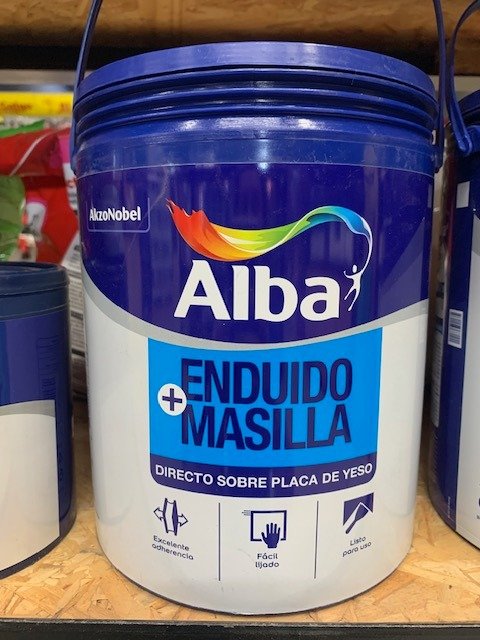 AkzoNobel
Alba
ENDUIDO
+
MASILLA
DIRECTO SOBRE PLACA DE YESO
Excelente
adherencia
Fácil
lijado
Listo
para uso